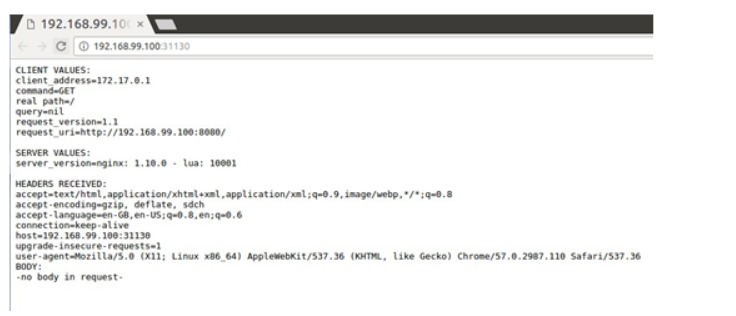 192.168.99.10
192.168.99.100:31130
CLIENT VALUES:
client_address=172.17.0.1
command=GET
real path=/
query=nil
request_version=1.1
request_uri=http://192.168.99.100:8080/
SERVER VALUES:
server_version=nginx: 1.10.0 - lua: 10001
HEADERS RECEIVED:
accept=text/html,application/xhtml+xml,application/xml;q=0.9,image/webp,*/*;q=0.8
accept-encoding=gzip, deflate, sdch
accept-language=en-GB,en-US;q=0.8,en;q=0.6
connection=keep-alive
host=192.168.99.100:31130
upgrade-insecure-requests=1
user-agent=Mozilla/5.0 (X11; Linux x86_64) AppleWebKit/537.36 (KHTML, like Gecko) Chrome/57.0.2987.110 Safari/537.36
BODY:
-no body in request-